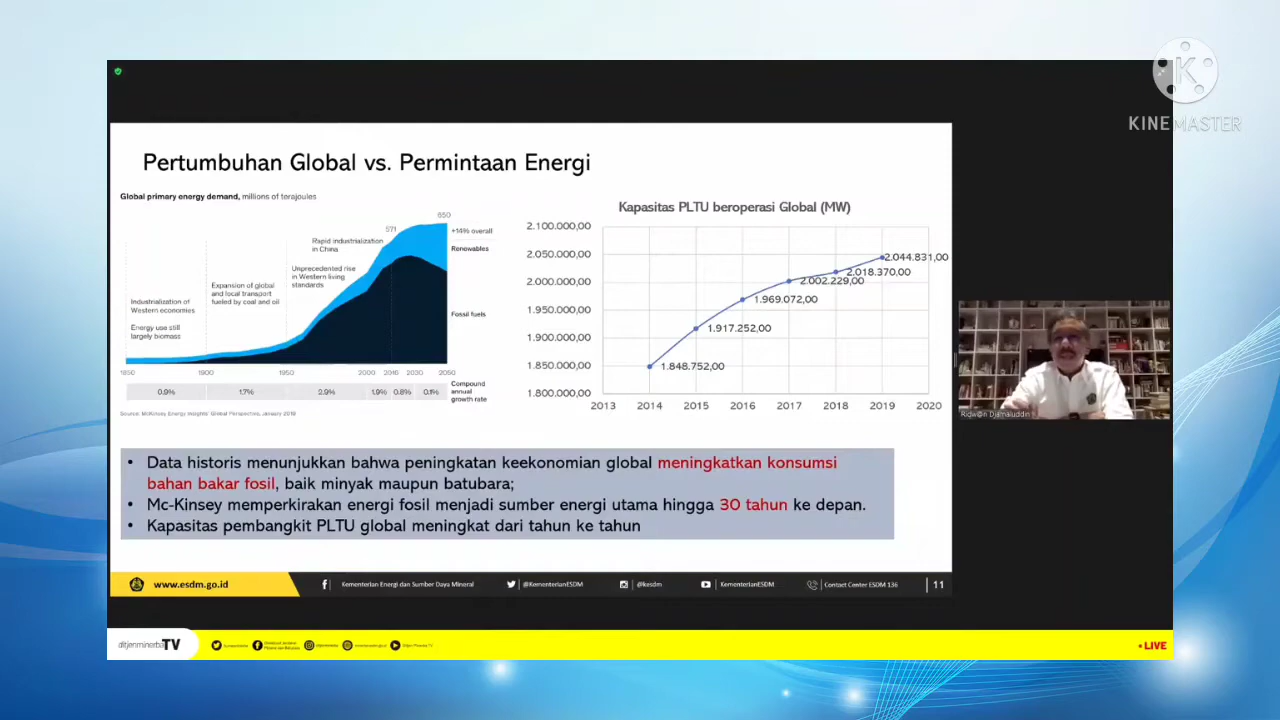 KINEMASTER
Pertumbuhan Global vs. Permintaan Energi
Global primary energy demand, millions of terajoules
650
571
+14% overall
Renewables
Rapid industrialization
in China
Unprecedented rise
in Western living
standards
Expansion of global
and local transport
fueled by coal and oil
Industrialization of
Western economies
Energy use still
largely biomass
Fossil fuels
1850 1900 1950 2000 2016 2030 2050
0.9% 1.7% 2.9% 1.9% 0.8% 0.1%
Compound
annual
growth rate
Source: McKinsey Energy Insights' Global Perspective, January 2019
Kapasitas PLTU beroperasi Global (MW)
2.100.000,00
2.050.000,00
2.000.000,00
1.950.000,00
1.900.000,00
1.850.000,00
1.800.000,00
2.044.831,00
2.018.370,00
2.002.229,00
1.969.072,00
1.917.252,00
1.848.752,00
2013 2014 2015 2016 2017 2018 2019 2020
Ridwan Djamaluddin
• Data historis menunjukkan bahwa peningkatan keekonomian global meningkatkan konsumsi
bahan bakar fosil, baik minyak maupun batubara;
• Mc-Kinsey memperkirakan energi fosil menjadi sumber energi utama hingga 30 tahun ke depan.
• Kapasitas pembangkit PLTU global meningkat dari tahun ke tahun
www.esdm.go.id
Kementerian Energi dan Sumber Daya Mineral
@KementerianESDM
@kesdm
KementerianESDM
Contact Center ESDM 136
11
ditjenminerbaTV
• LIVE